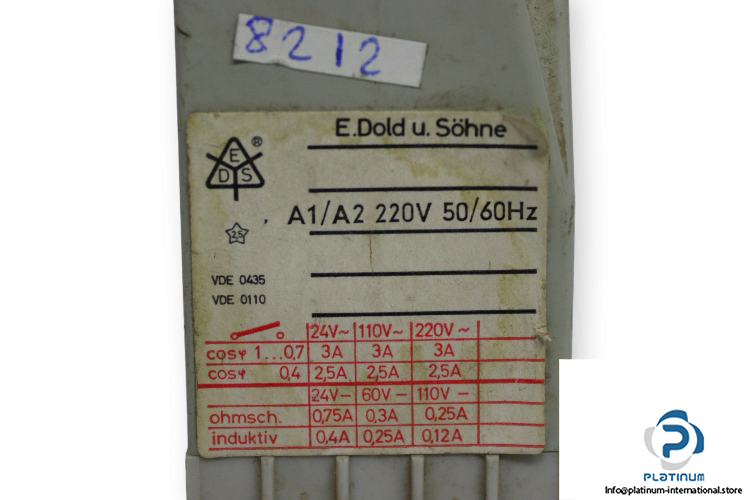 8212
E.Dold u. Söhne
E
D S ®
A1/A2 220V 50/60Hz
2,5
VDE 0435
VDE 0110
24V~ 110V~ 220V~
cosφ 1...0,7 3A 3A 3A
cosφ 0,4 2,5A 2,5A 2,5A
24V– 60V– 110V–
ohmsch. 0,75A 0,3A 0,25A
induktiv 0,4A 0,25A 0,12A
PLATINUM
Info@platinum-international.store